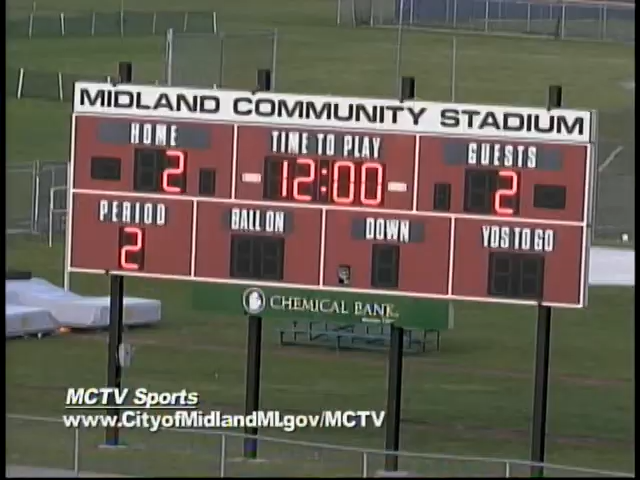 MIDLAND COMMUNITY STADIUM
HOME
2
TIME TO PLAY
12:00
GUESTS
2
PERIOD
2
BALL ON
DOWN
YDS TO GO
CHEMICAL BANK
MCTV Sports
www.CityofMidlandMI.gov/MCTV